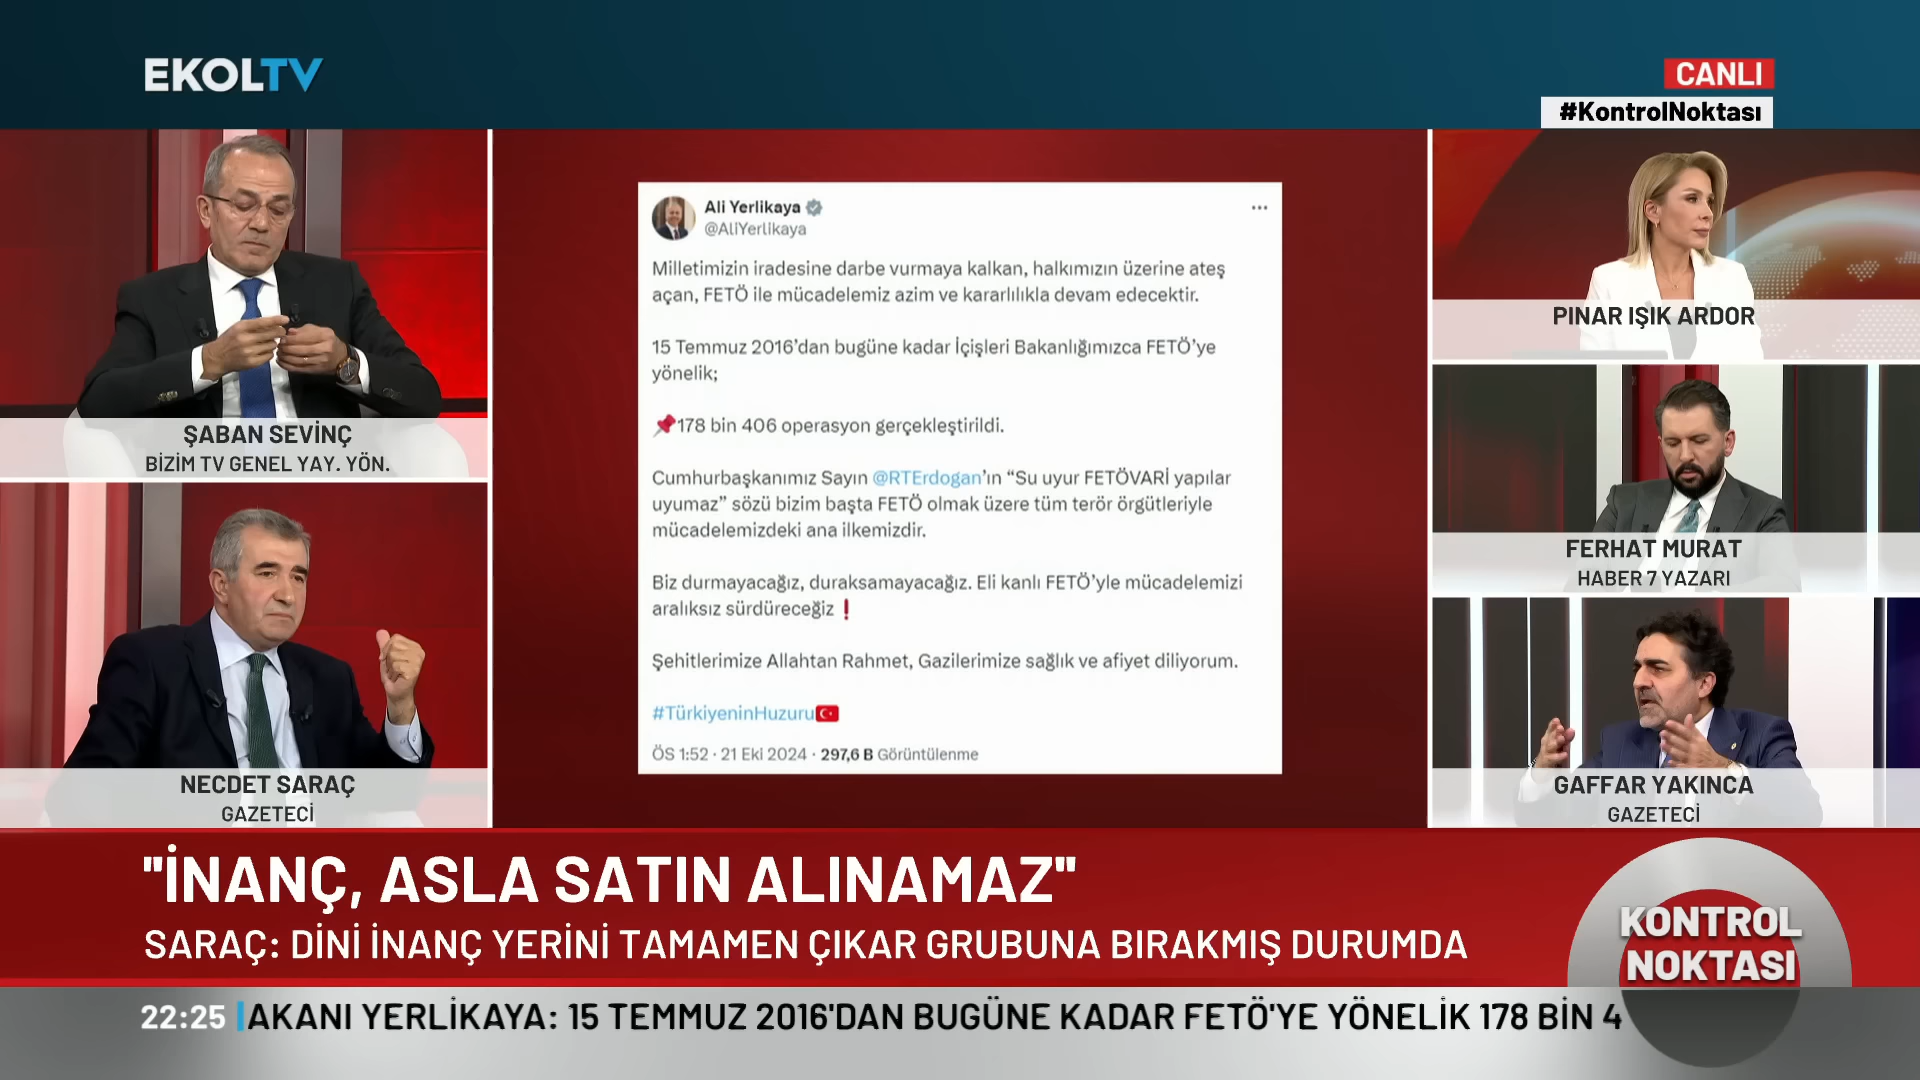 EKOLTV
CANLI
#KontrolNoktası
ŞABAN SEVİNÇ
BİZİM TV GENEL YAY. YÖN.
NECDET SARAÇ
GAZETECİ
Ali Yerlikaya
@AliYerlikaya
Milletimizin iradesine darbe vurmaya kalkan, halkımızın üzerine ateş
açan, FETÖ ile mücadelemiz azim ve kararlılıkla devam edecektir.
15 Temmuz 2016'dan bugüne kadar İçişleri Bakanlığımızca FETÖ'ye
yönelik;
📌178 bin 406 operasyon gerçekleştirildi.
Cumhurbaşkanımız Sayın @RTErdogan'ın “Su uyur FETÖVARİ yapılar
uyumaz” sözü bizim başta FETÖ olmak üzere tüm terör örgütleriyle
mücadelemizdeki ana ilkemizdir.
Biz durmayacağız, duraksamayacağız. Eli kanlı FETÖ'yle mücadelemizi
aralıksız sürdüreceğiz❗
Şehitlerimize Allahtan Rahmet, Gazilerimize sağlık ve afiyet diliyorum.
#TürkiyeninHuzuru🇹🇷
ÖS 1:52 · 21 Eki 2024 · 297,6 B Görüntülenme
PINAR IŞIK ARDOR
FERHAT MURAT
HABER 7 YAZARI
GAFFAR YAKINCA
GAZETECİ
"İNANÇ, ASLA SATIN ALINAMAZ"
SARAÇ: DİNİ İNANÇ YERİNİ TAMAMEN ÇIKAR GRUBUNA BIRAKMIŞ DURUMDA
KONTROL
NOKTASI
22:25 AKANI YERLİKAYA: 15 TEMMUZ 2016'DAN BUGÜNE KADAR FETÖ'YE YÖNELİK 178 BİN 4